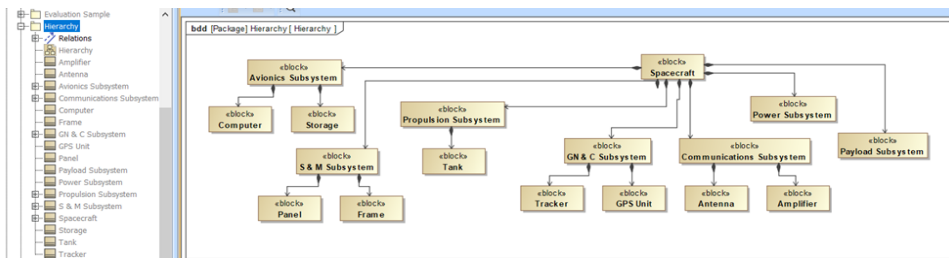 Evaluation Sample
Hierarchy
Relations
Hierarchy
Amplifier
Antenna
Avionics Subsystem
Communications Subsystem
Computer
Frame
GN & C Subsystem
GPS Unit
Panel
Payload Subsystem
Power Subsystem
Propulsion Subsystem
S & M Subsystem
Spacecraft
Storage
Tank
Tracker
bdd [Package] Hierarchy [ Hierarchy ]
«block»
Avionics Subsystem
«block»
Spacecraft
«block»
Computer
«block»
Storage
«block»
Propulsion Subsystem
«block»
Power Subsystem
«block»
S & M Subsystem
«block»
Tank
«block»
GN & C Subsystem
«block»
Communications Subsystem
«block»
Payload Subsystem
«block»
Panel
«block»
Frame
«block»
Tracker
«block»
GPS Unit
«block»
Antenna
«block»
Amplifier